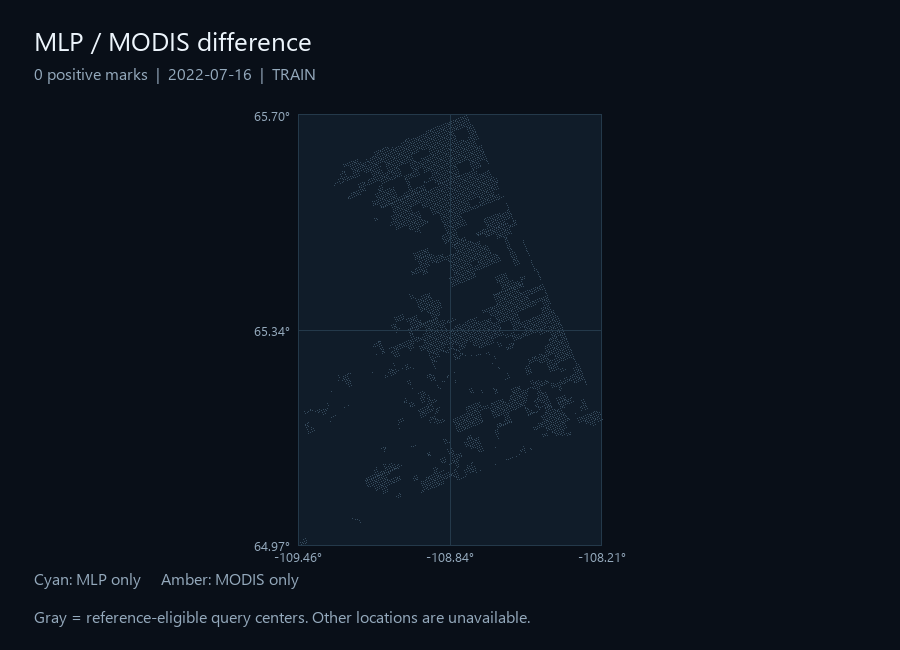 MLP / MODIS difference
0 positive marks | 2022-07-16 | TRAIN
65.70°
65.34°
64.97°
-109.46°
-108.84°
-108.21°
Cyan: MLP only Amber: MODIS only
Gray = reference-eligible query centers. Other locations are unavailable.